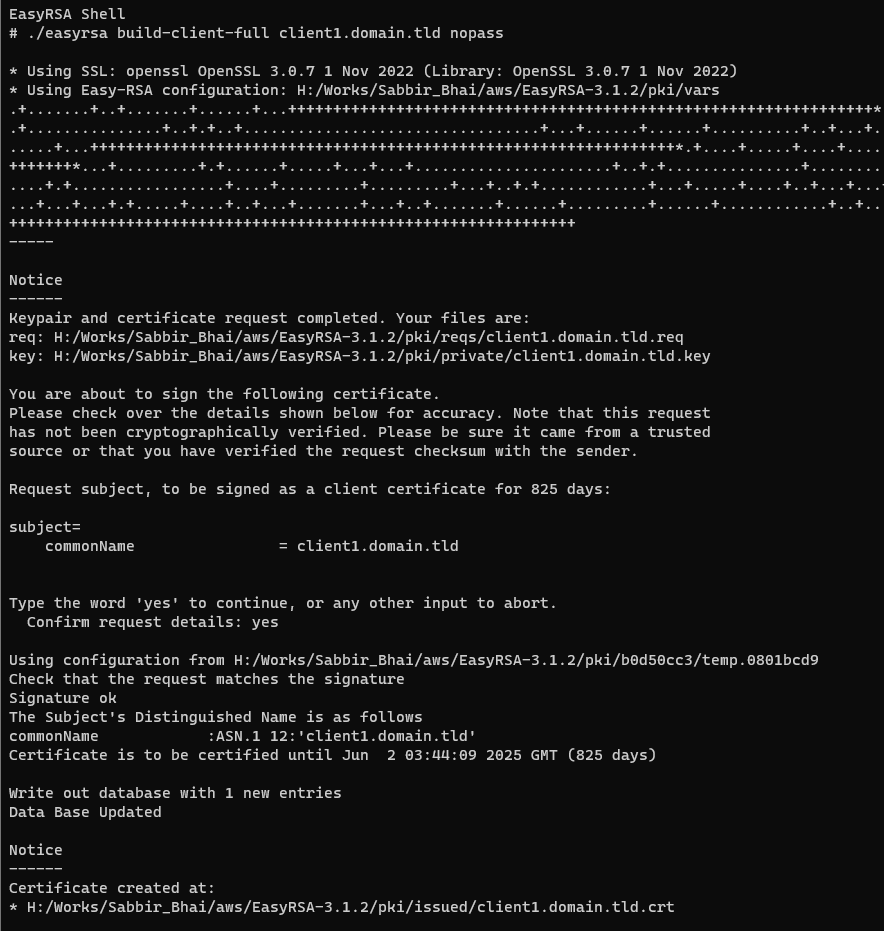 EasyRSA Shell
# ./easyrsa build-client-full client1.domain.tld nopass
* Using SSL: openssl OpenSSL 3.0.7 1 Nov 2022 (Library: OpenSSL 3.0.7 1 Nov 2022)
* Using Easy-RSA configuration: H:/Works/Sabbir_Bhai/aws/EasyRSA-3.1.2/pki/vars
-----
Notice
------
Keypair and certificate request completed. Your files are:
req: H:/Works/Sabbir_Bhai/aws/EasyRSA-3.1.2/pki/reqs/client1.domain.tld.req
key: H:/Works/Sabbir_Bhai/aws/EasyRSA-3.1.2/pki/private/client1.domain.tld.key
You are about to sign the following certificate.
Please check over the details shown below for accuracy. Note that this request
has not been cryptographically verified. Please be sure it came from a trusted
source or that you have verified the request checksum with the sender.
Request subject, to be signed as a client certificate for 825 days:
subject=
    commonName                = client1.domain.tld
Type the word 'yes' to continue, or any other input to abort.
  Confirm request details: yes
Using configuration from H:/Works/Sabbir_Bhai/aws/EasyRSA-3.1.2/pki/b0d50cc3/temp.0801bcd9
Check that the request matches the signature
Signature ok
The Subject's Distinguished Name is as follows
commonName            :ASN.1 12:'client1.domain.tld'
Certificate is to be certified until Jun  2 03:44:09 2025 GMT (825 days)
Write out database with 1 new entries
Data Base Updated
Notice
------
Certificate created at:
* H:/Works/Sabbir_Bhai/aws/EasyRSA-3.1.2/pki/issued/client1.domain.tld.crt